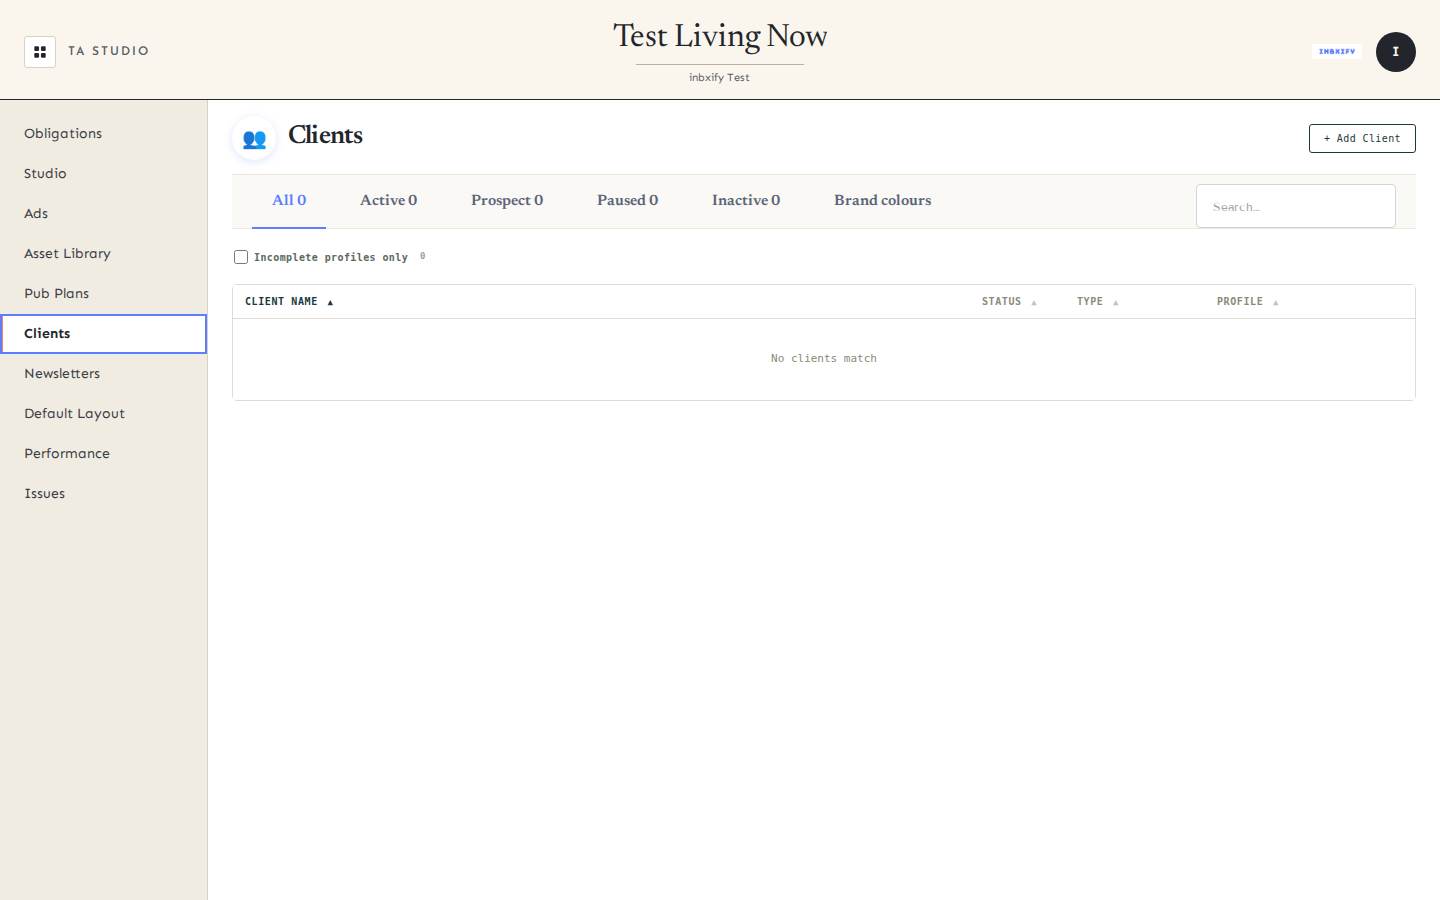 TA STUDIO
Test Living Now
inbxify Test
INBXIFY
I
Obligations
Studio
Ads
Asset Library
Pub Plans
Clients
Newsletters
Default Layout
Performance
Issues
Clients
+ Add Client
All 0
Active 0
Prospect 0
Paused 0
Inactive 0
Brand colours
Search...
Incomplete profiles only 0
CLIENT NAME ▲
STATUS ▲
TYPE ▲
PROFILE ▲
No clients match